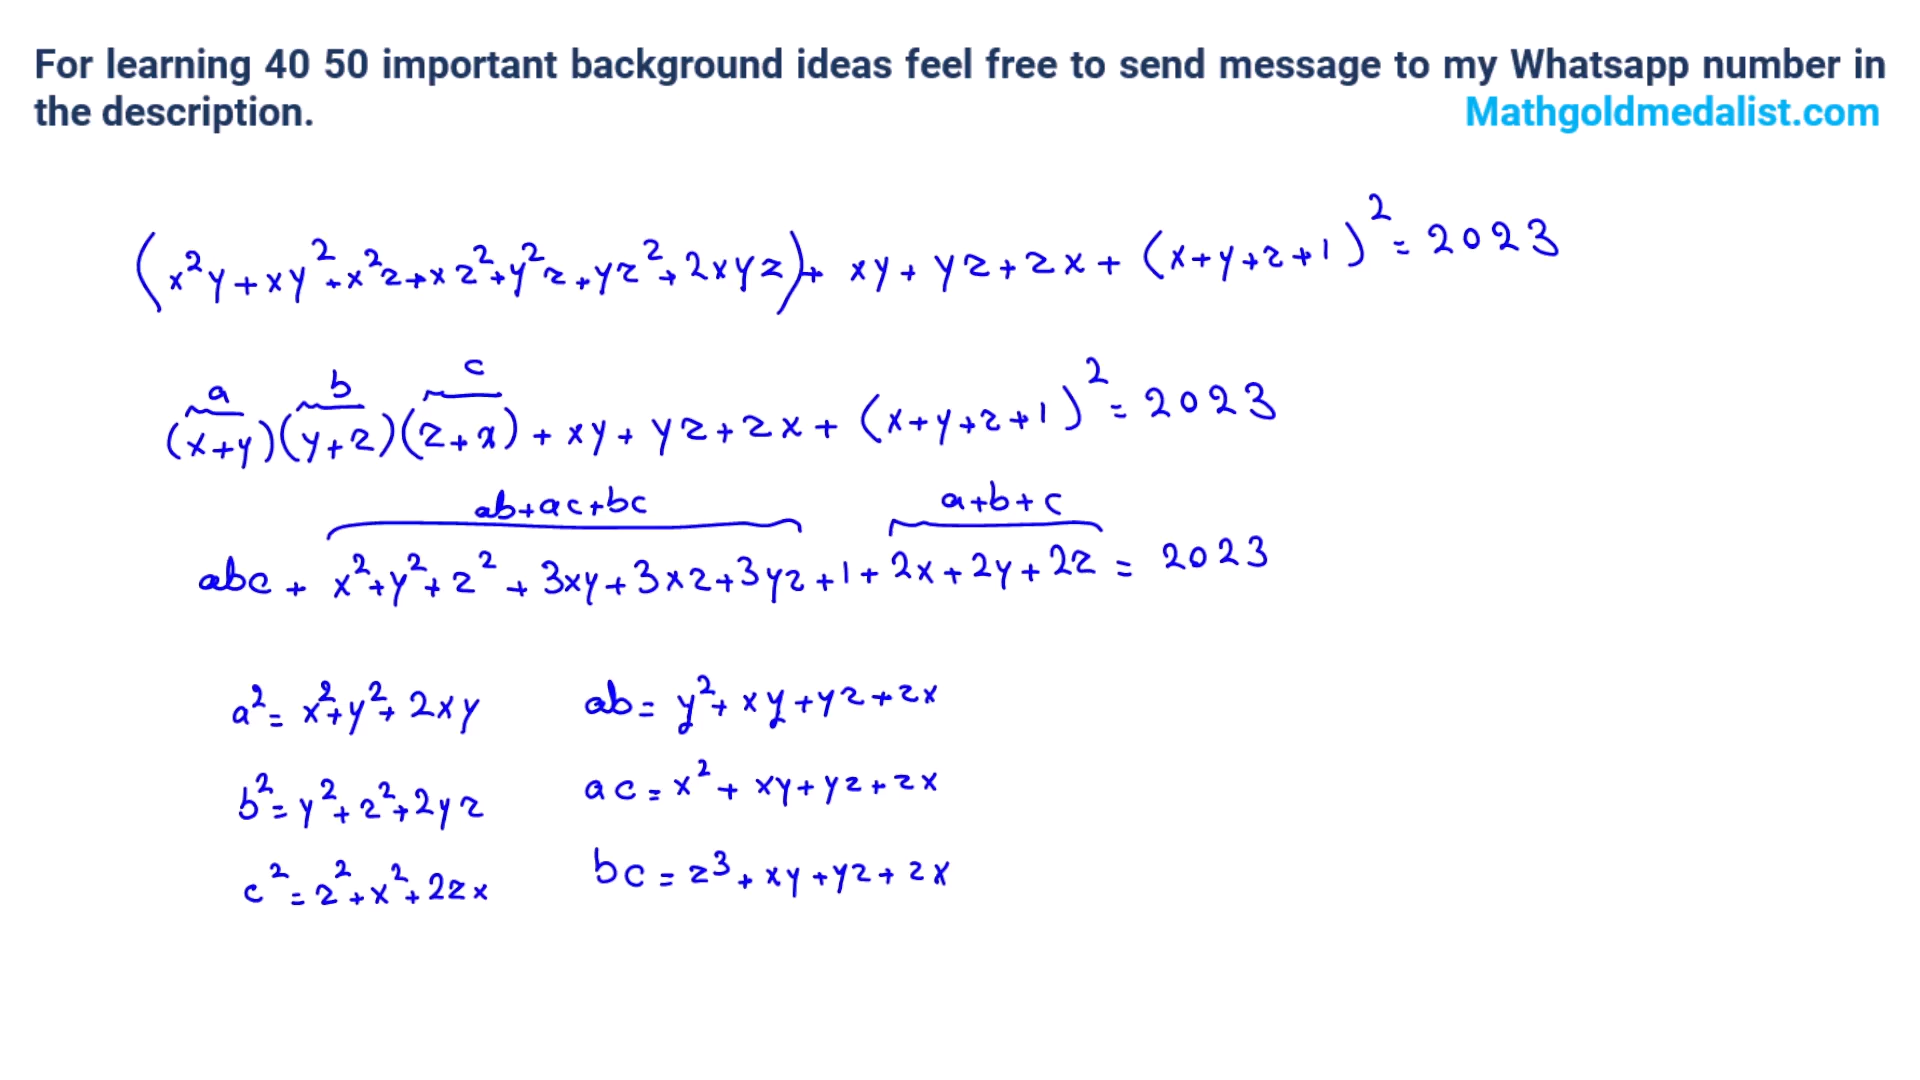 For learning 40 50 important background ideas feel free to send message to my Whatsapp number in
the description. Mathgoldmedalist.com
(x²y + xy² + x²z + xz² + y²z + yz² + 2xyz) + xy + yz + zx + (x+y+z+1)² = 2023
a b c
(x+y)(y+z)(z+x) + xy + yz + zx + (x+y+z+1)² = 2023
ab+ac+bc a+b+c
abc + x²+y²+z² + 3xy+3xz+3yz+1+2x+2y+2z = 2023
a² = x²+y²+2xy ab = y²+xy+yz+zx
b² = y²+z²+2yz ac = x²+xy+yz+zx
c² = z²+x²+2zx bc = z³+xy+yz+zx